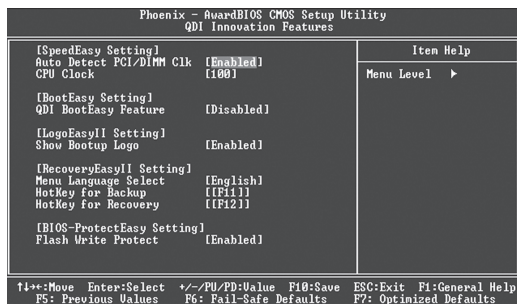 Phoenix - AwardBIOS CMOS Setup Utility
QDI Innovation Features
[SpeedEasy Setting]
Auto Detect PCI/DIMM Clk [Enabled]
CPU Clock [100]
[BootEasy Setting]
QDI BootEasy Feature [Disabled]
[LogoEasyII Setting]
Show Bootup Logo [Enabled]
[RecoveryEasyII Setting]
Menu Language Select [English]
HotKey for Backup [[F11]]
HotKey for Recovery [[F12]]
[BIOS-ProtectEasy Setting]
Flash Write Protect [Enabled]
Item Help
Menu Level ▶
↑↓→←:Move Enter:Select +/-/PU/PD:Value F10:Save ESC:Exit F1:General Help
F5: Previous Values F6: Fail-Safe Defaults F7: Optimized Defaults